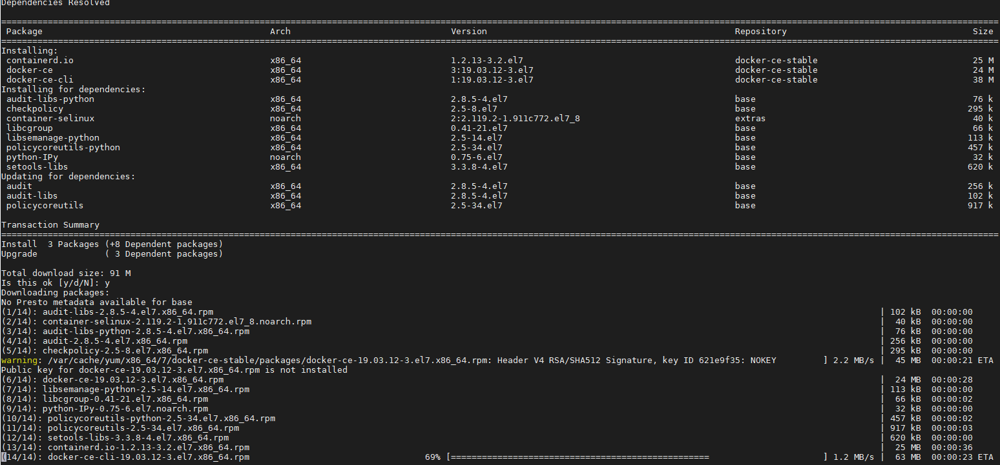 Dependencies Resolved
================================================================================
Package Arch Version Repository Size
================================================================================
Installing:
containerd.io x86_64 1.2.13-3.2.el7 docker-ce-stable 25 M
docker-ce x86_64 3:19.03.12-3.el7 docker-ce-stable 24 M
docker-ce-cli x86_64 1:19.03.12-3.el7 docker-ce-stable 38 M
Installing for dependencies:
audit-libs-python x86_64 2.8.5-4.el7 base 76 k
checkpolicy x86_64 2.5-8.el7 base 295 k
container-selinux noarch 2:2.119.2-1.911c772.el7_8 extras 40 k
libcgroup x86_64 0.41-21.el7 base 66 k
libsemanage-python x86_64 2.5-14.el7 base 113 k
policycoreutils-python x86_64 2.5-34.el7 base 457 k
python-IPy noarch 0.75-6.el7 base 32 k
setools-libs x86_64 3.3.8-4.el7 base 620 k
Updating for dependencies:
audit x86_64 2.8.5-4.el7 base 256 k
audit-libs x86_64 2.8.5-4.el7 base 102 k
policycoreutils x86_64 2.5-34.el7 base 917 k
Transaction Summary
================================================================================
Install 3 Packages (+8 Dependent packages)
Upgrade ( 3 Dependent packages)
Total download size: 91 M
Is this ok [y/d/N]: y
Downloading packages:
No Presto metadata available for base
(1/14): audit-libs-2.8.5-4.el7.x86_64.rpm | 102 kB 00:00:00
(2/14): container-selinux-2.119.2-1.911c772.el7_8.noarch.rpm | 40 kB 00:00:00
(3/14): audit-libs-python-2.8.5-4.el7.x86_64.rpm | 76 kB 00:00:00
(4/14): audit-2.8.5-4.el7.x86_64.rpm | 256 kB 00:00:00
(5/14): checkpolicy-2.5-8.el7.x86_64.rpm | 295 kB 00:00:00
warning: /var/cache/yum/x86_64/7/docker-ce-stable/packages/docker-ce-19.03.12-3.el7.x86_64.rpm: Header V4 RSA/SHA512 Signature, key ID 621e9f35: NOKEY ] 2.2 MB/s | 45 MB 00:00:21 ETA
Public key for docker-ce-19.03.12-3.el7.x86_64.rpm is not installed
(6/14): docker-ce-19.03.12-3.el7.x86_64.rpm | 24 MB 00:00:28
(7/14): libsemanage-python-2.5-14.el7.x86_64.rpm | 113 kB 00:00:00
(8/14): libcgroup-0.41-21.el7.x86_64.rpm | 66 kB 00:00:02
(9/14): python-IPy-0.75-6.el7.noarch.rpm | 32 kB 00:00:00
(10/14): policycoreutils-python-2.5-34.el7.x86_64.rpm | 457 kB 00:00:02
(11/14): policycoreutils-2.5-34.el7.x86_64.rpm | 917 kB 00:00:03
(12/14): setools-libs-3.3.8-4.el7.x86_64.rpm | 620 kB 00:00:00
(13/14): containerd.io-1.2.13-3.2.el7.x86_64.rpm | 25 MB 00:00:36
(14/14): docker-ce-cli-19.03.12-3.el7.x86_64.rpm 69% [================================================== ] 1.2 MB/s | 63 MB 00:00:23 ETA